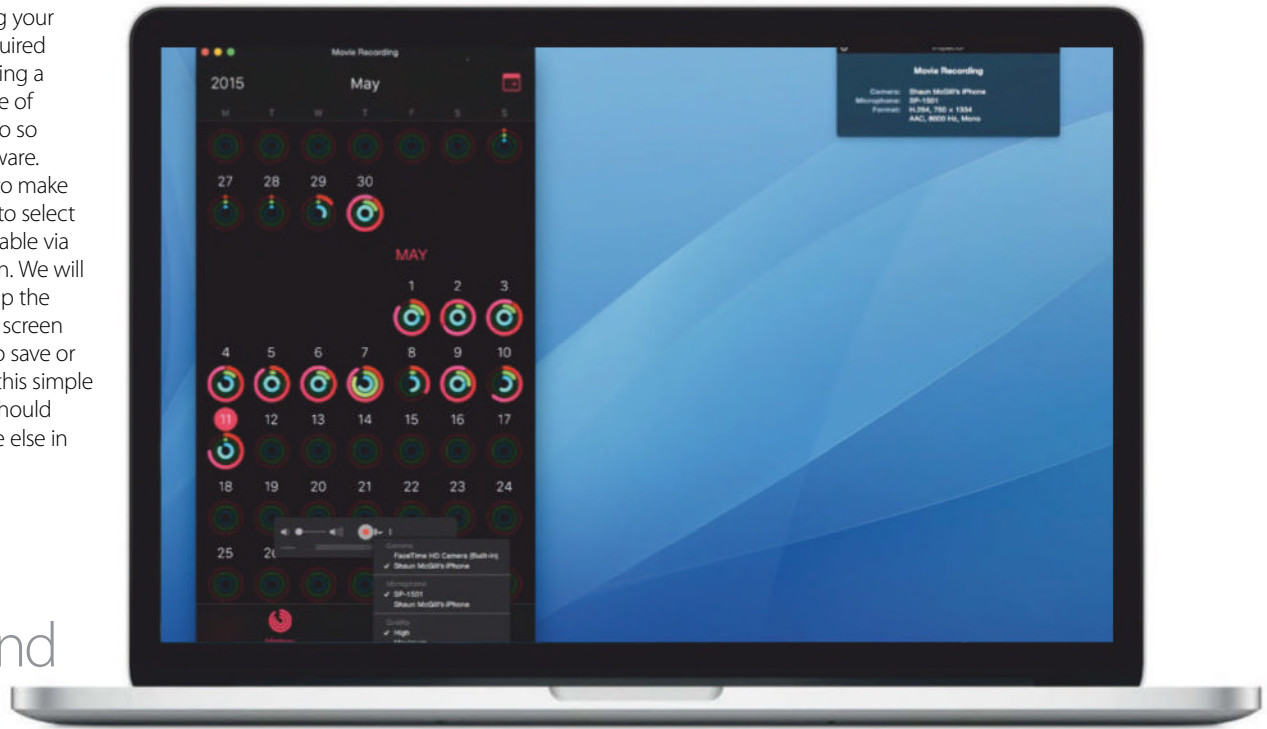 g your
uired
ing a
e of
o so
ware.
o make
to select
able via
n. We will
p the
screen
o save or
this simple
should
e else in
nd
Movie Recording
2015 May
M T W T F S S
27 28 29 30
MAY
1 2 3
4 5 6 7 8 9 10
11 12 13 14 15 16 17
18 19 20 21 22 23 24
25
Camera
FaceTime HD Camera (Built-in)
✓ Shaun McGill's iPhone
Microphone
✓ SP-1501
Shaun McGill's iPhone
Quality
✓ High
Movie Recording
Camera: Shaun McGill's iPhone
Microphone: SP-1501
Format: H.264, 750 × 1334
AAC, 8000 Hz, Mono